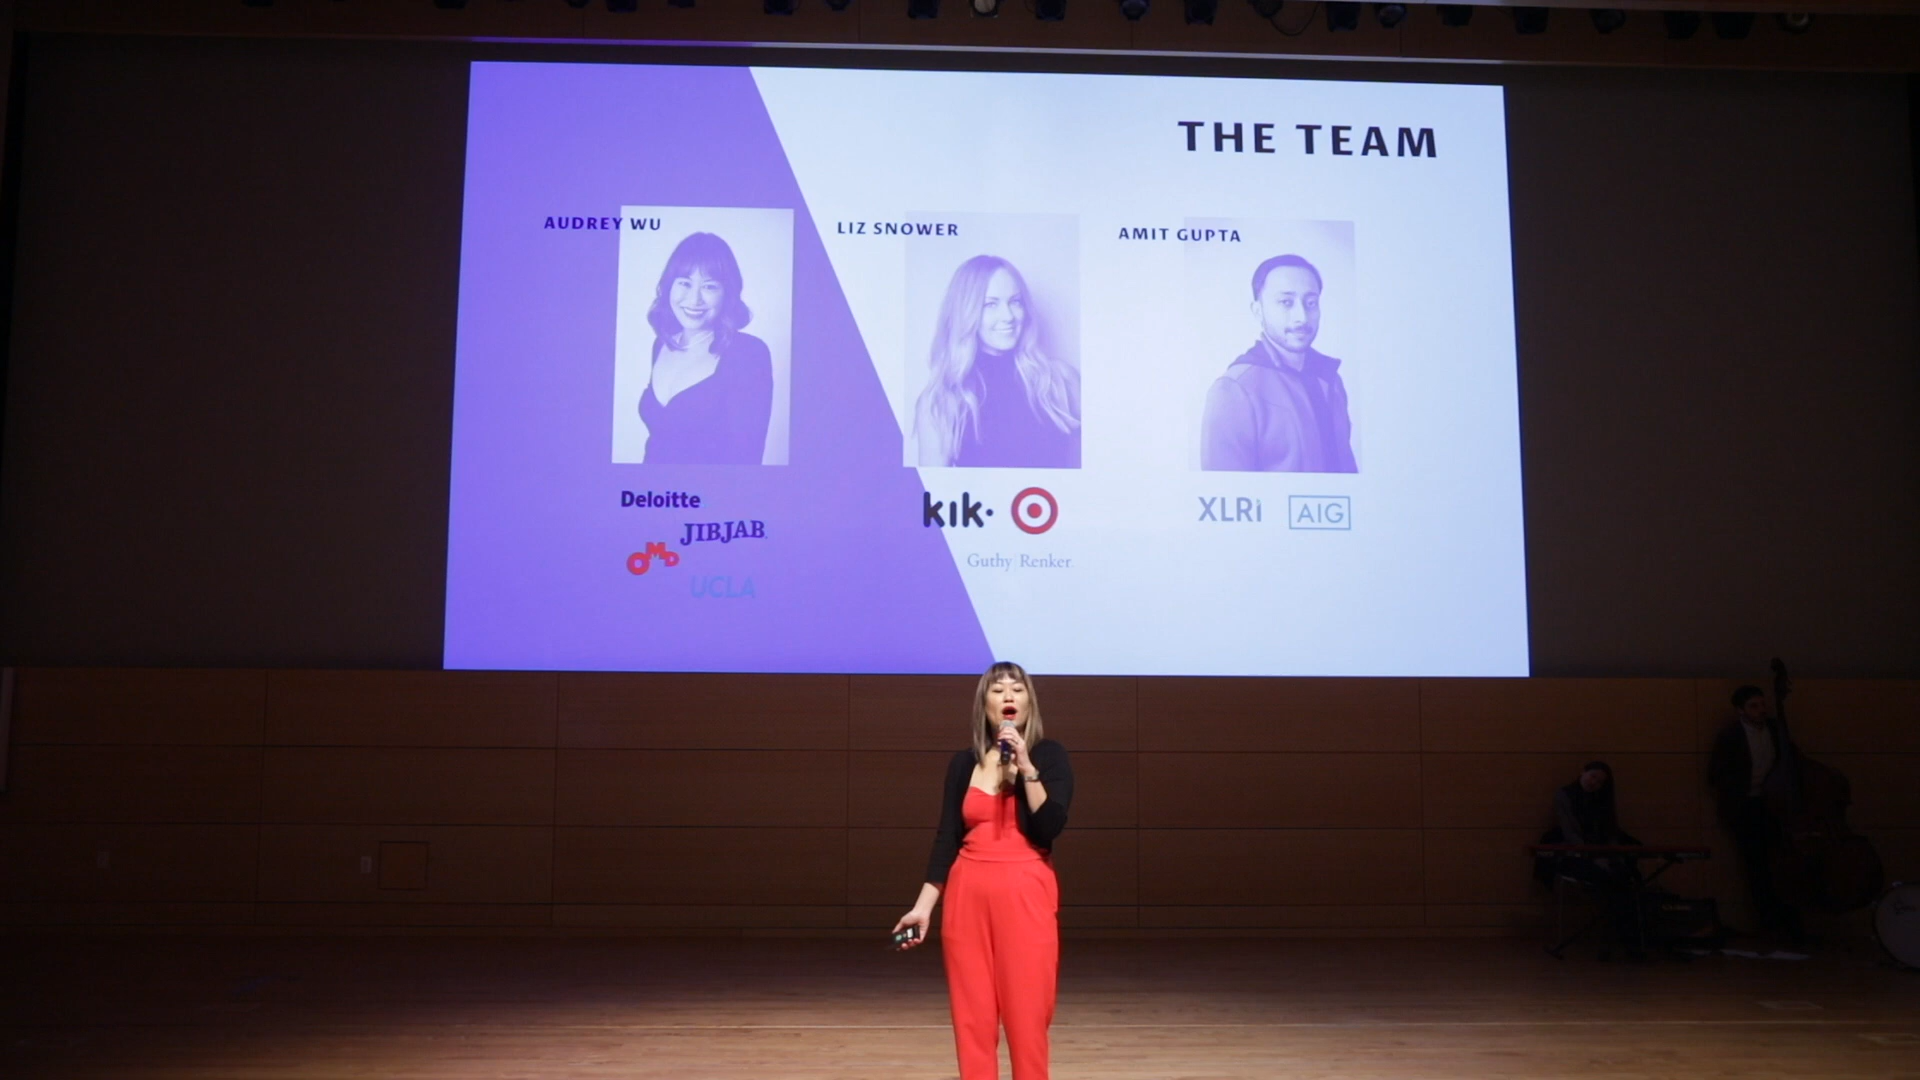 THE TEAM
AUDREY WU
LIZ SNOWER
AMIT GUPTA
Deloitte
JIBJAB
OMD
UCLA
kik
Guthy|Renker
XLRI
AIG